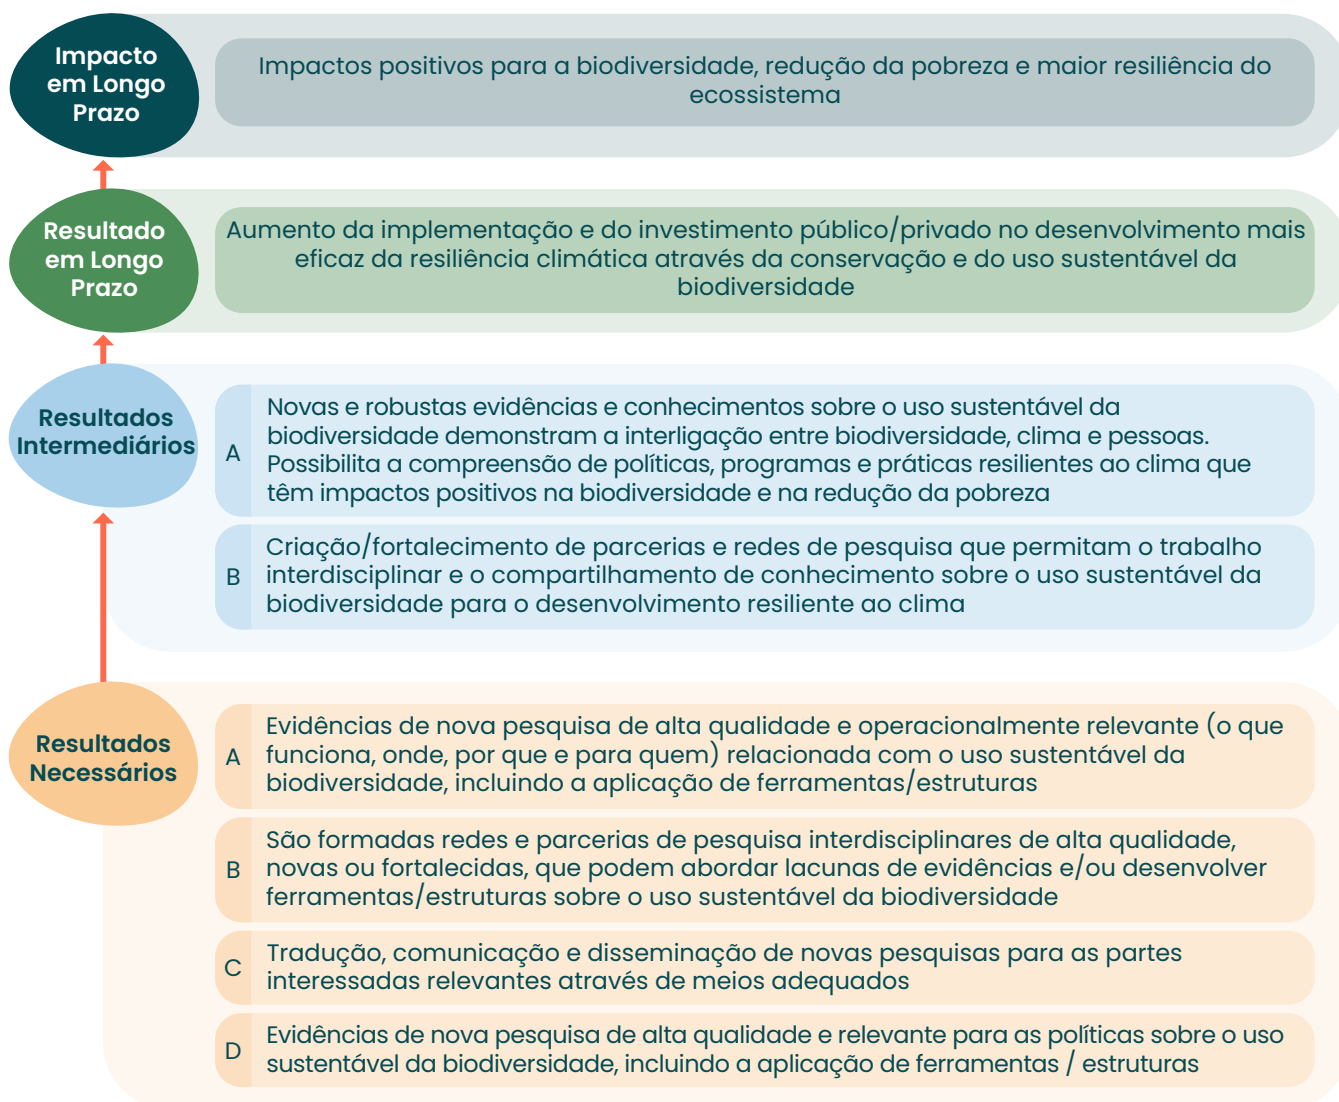 Impacto
em Longo
Prazo
Impactos positivos para a biodiversidade, redução da pobreza e maior resiliência do
ecossistema
Resultado
em Longo
Prazo
Aumento da implementação e do investimento público/privado no desenvolvimento mais
eficaz da resiliência climática através da conservação e do uso sustentável da
biodiversidade
Resultados
Intermediários
A
Novas e robustas evidências e conhecimentos sobre o uso sustentável da
biodiversidade demonstram a interligação entre biodiversidade, clima e pessoas.
Possibilita a compreensão de políticas, programas e práticas resilientes ao clima que
têm impactos positivos na biodiversidade e na redução da pobreza
B
Criação/fortalecimento de parcerias e redes de pesquisa que permitam o trabalho
interdisciplinar e o compartilhamento de conhecimento sobre o uso sustentável da
biodiversidade para o desenvolvimento resiliente ao clima
Resultados
Necessários
A
Evidências de nova pesquisa de alta qualidade e operacionalmente relevante (o que
funciona, onde, por que e para quem) relacionada com o uso sustentável da
biodiversidade, incluindo a aplicação de ferramentas/estruturas
B
São formadas redes e parcerias de pesquisa interdisciplinares de alta qualidade,
novas ou fortalecidas, que podem abordar lacunas de evidências e/ou desenvolver
ferramentas/estruturas sobre o uso sustentável da biodiversidade
C
Tradução, comunicação e disseminação de novas pesquisas para as partes
interessadas relevantes através de meios adequados
D
Evidências de nova pesquisa de alta qualidade e relevante para as políticas sobre o uso
sustentável da biodiversidade, incluindo a aplicação de ferramentas / estruturas